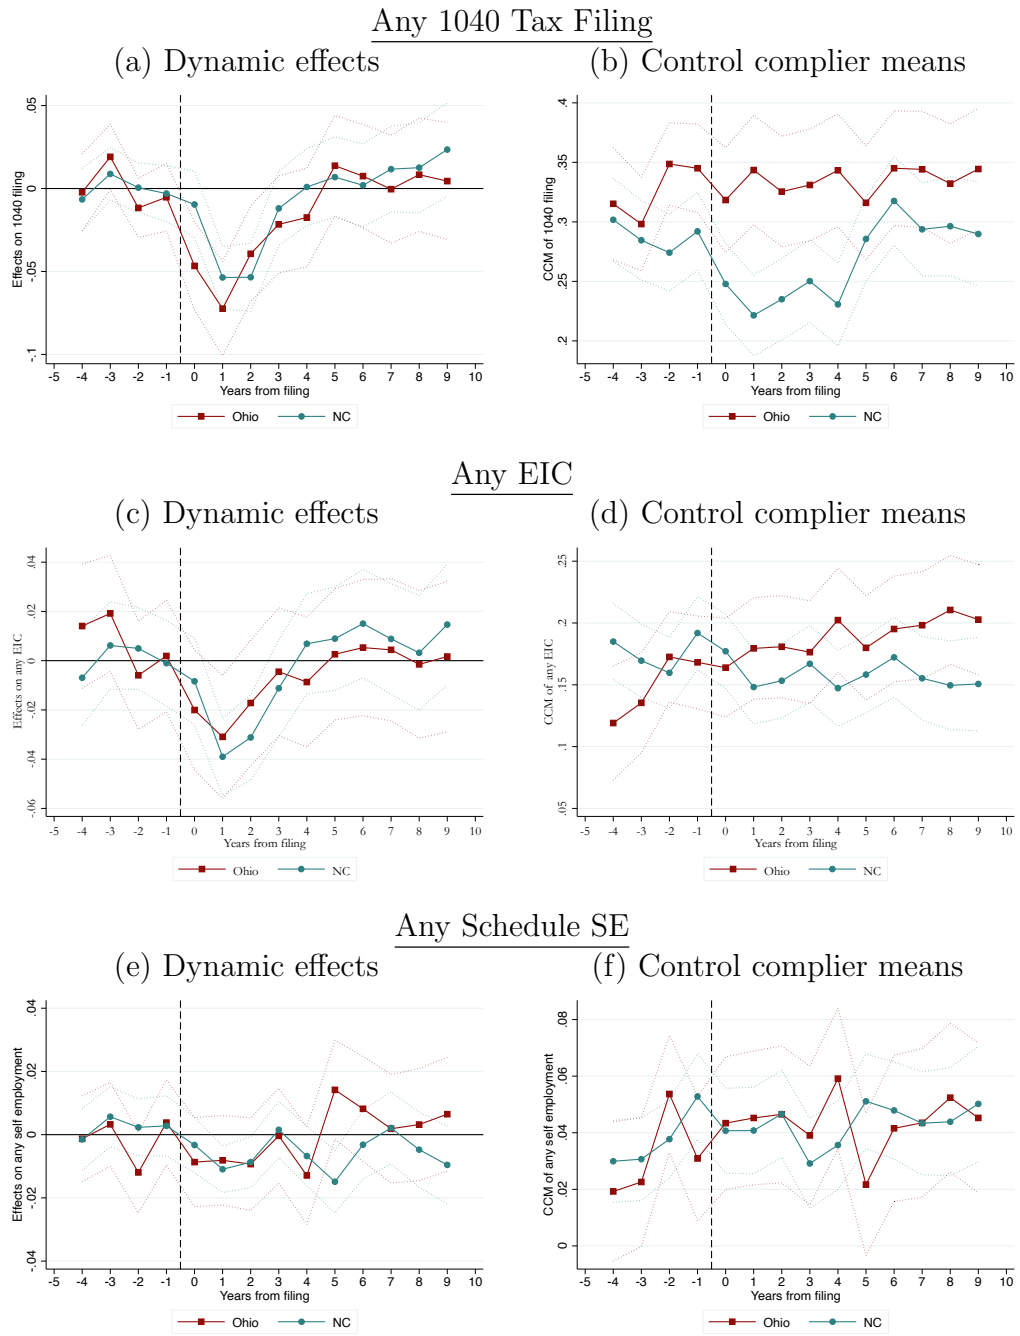 Any 1040 Tax Filing
(a) Dynamic effects
(b) Control complier means
Effects on 1040 filing
.05
0
-.05
-.1
-5 -4 -3 -2 -1 0 1 2 3 4 5 6 7 8 9 10
Years from filing
Ohio NC
CCM of 1040 filing
.4
.35
.3
.25
.2
-5 -4 -3 -2 -1 0 1 2 3 4 5 6 7 8 9 10
Years from filing
Ohio NC
Any EIC
(c) Dynamic effects
(d) Control complier means
Effects on any EIC
.04
.02
0
-.02
-.04
-.06
-5 -4 -3 -2 -1 0 1 2 3 4 5 6 7 8 9 10
Years from filing
Ohio NC
CCM of any EIC
.25
.2
.15
.1
.05
-5 -4 -3 -2 -1 0 1 2 3 4 5 6 7 8 9 10
Years from filing
Ohio NC
Any Schedule SE
(e) Dynamic effects
(f) Control complier means
Effects on any self employment
.04
.02
0
-.02
-.04
-5 -4 -3 -2 -1 0 1 2 3 4 5 6 7 8 9 10
Years from filing
Ohio NC
CCM of any self employment
.08
.06
.04
.02
0
-5 -4 -3 -2 -1 0 1 2 3 4 5 6 7 8 9 10
Years from filing
Ohio NC